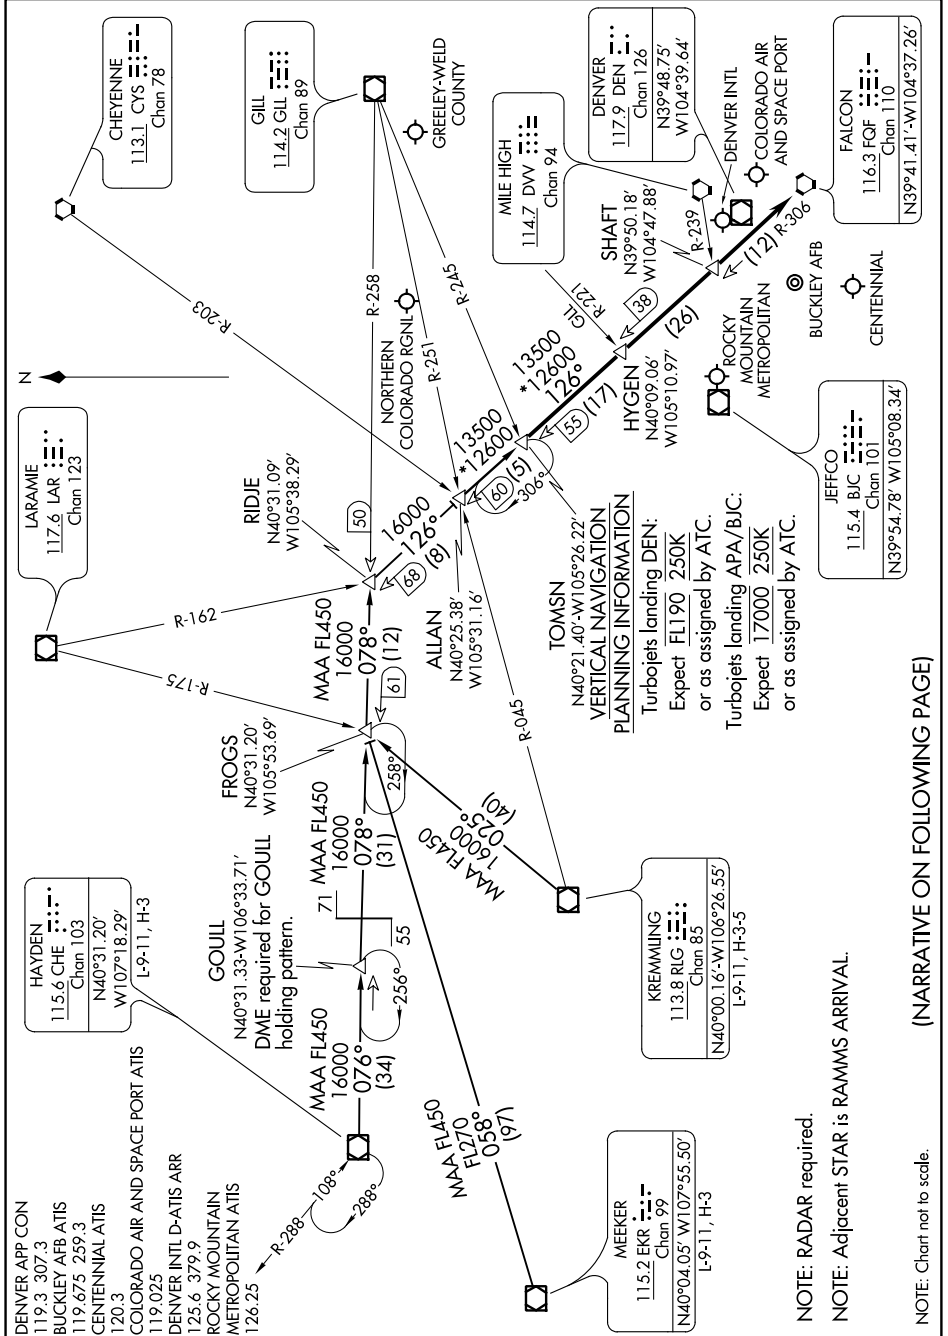 DENVER APP CON
119.3 307.3
BUCKLEY AFB ATIS
119.675 259.3
CENTENNIAL ATIS
120.3
COLORADO AIR AND SPACE PORT ATIS
119.025
DENVER INTL D-ATIS ARR
125.6 379.9
ROCKY MOUNTAIN
METROPOLITAN ATIS
126.25
HAYDEN
115.6 CHE
Chan 103
N40°31.20′
W107°18.29′
L-9-11, H-3
LARAMIE
117.6 LAR
Chan 123
N
CHEYENNE
113.1 CYS
Chan 78
GILL
114.2 GLL
Chan 89
GREELEY-WELD
COUNTY
R-203
R-258
R-251
R-245
NORTHERN
COLORADO RGNL
R-162
R-175
RIDJE
N40°31.09′
W105°38.29′
FROGS
N40°31.20′
W105°53.69′
GOULL
N40°31.33-W106°33.71′
DME required for GOULL
holding pattern.
R-288
108°
288°
MAA FL450
16000
076°
(34)
256°
71
55
MAA FL450
16000
078°
(31)
258°
61
MAA FL450
16000
078°
(12)
50
68
16000
126°
(8)
ALLAN
N40°25.38′
W105°31.16′
13500
*12600
60
(5)
306°
TOMSN
N40°21.40′-W105°26.22′
13500
*12600
126°
55
(17)
HYGEN
N40°09.06′
W105°10.97′
GLL
R-221
38
(26)
SHAFT
N39°50.18′
W104°47.88′
R-239
(12)
R-306
MILE HIGH
114.7 DVV
Chan 94
DENVER
117.9 DEN
Chan 126
N39°48.75′
W104°39.64′
DENVER INTL
COLORADO AIR
AND SPACE PORT
FALCON
116.3 FQF
Chan 110
N39°41.41′-W104°37.26′
BUCKLEY AFB
CENTENNIAL
ROCKY
MOUNTAIN
METROPOLITAN
JEFFCO
115.4 BJC
Chan 101
N39°54.78′ W105°08.34′
VERTICAL NAVIGATION
PLANNING INFORMATION
Turbojets landing DEN:
Expect FL190 250K
or as assigned by ATC.
Turbojets landing APA/BJC:
Expect 17000 250K
or as assigned by ATC.
R-045
MAA FL450
16000
025°
(40)
KREMMLING
113.8 RLG
Chan 85
N40°00.16′-W106°26.55′
L-9-11, H-3-5
MAA FL450
FL270
058°
(97)
MEEKER
115.2 EKR
Chan 99
N40°04.05′ W107°55.50′
L-9-11, H-3
NOTE: RADAR required.
NOTE: Adjacent STAR is RAMMS ARRIVAL.
NOTE: Chart not to scale.
(NARRATIVE ON FOLLOWING PAGE)